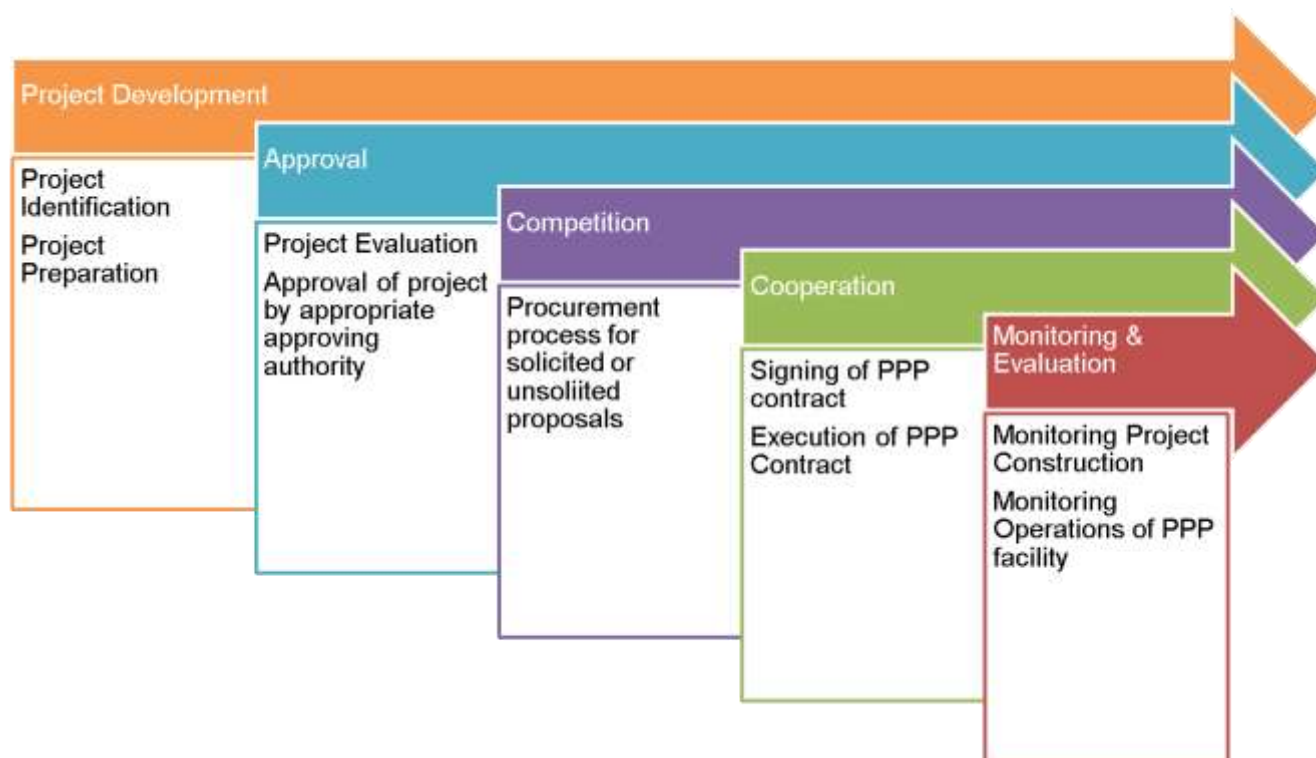 Project Development
Project
Identification
Project
Preparation
Approval
Project Evaluation
Approval of project
by appropriate
approving
authority
Competition
Procurement
process for
solicited or
unsoliited
proposals
Cooperation
Signing of PPP
contract
Execution of PPP
Contract
Monitoring &
Evaluation
Monitoring Project
Construction
Monitoring
Operations of PPP
facility